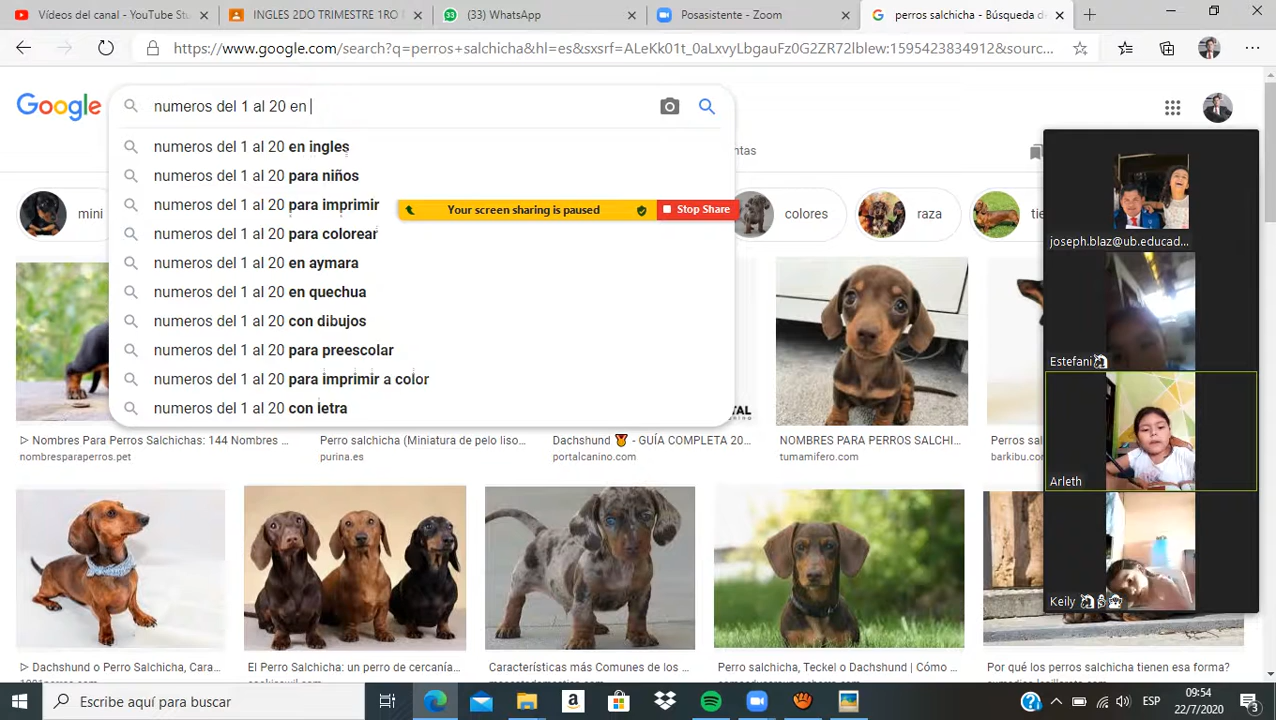 Vídeos del canal - YouTube Stu
INGLES 2DO TRIMESTRE 1RO
(33) WhatsApp
Posasistente - Zoom
perros salchicha - Búsqueda de
https://www.google.com/search?q=perros+salchicha&hl=es&sxsrf=ALeKk01t_0aLxvyLbgauFz0G2ZR72lblew:1595423834912&sourc...
Google
numeros del 1 al 20 en
numeros del 1 al 20 en ingles
numeros del 1 al 20 para niños
numeros del 1 al 20 para imprimir
numeros del 1 al 20 para colorear
numeros del 1 al 20 en aymara
numeros del 1 al 20 en quechua
numeros del 1 al 20 con dibujos
numeros del 1 al 20 para preescolar
numeros del 1 al 20 para imprimir a color
numeros del 1 al 20 con letra
ntas
mini
Your screen sharing is paused
Stop Share
colores
raza
tie
joseph.blaz@ub.educad...
Estefani
Arleth
Keily
▷ Nombres Para Perros Salchichas: 144 Nombres ...
nombresparaperros.pet
Perro salchicha (Miniatura de pelo liso...
purina.es
Dachshund 🏅 - GUÍA COMPLETA 20...
portalcanino.com
NOMBRES PARA PERROS SALCHI...
tumamifero.com
Perros sal
barkibu.com
▷ Dachshund o Perro Salchicha, Cara...
El Perro Salchicha: un perro de cercanía...
Características más Comunes de los ...
Perro salchicha, Teckel o Dachshund | Cómo ...
Por qué los perros salchicha tienen esa forma?
Escribe aquí para buscar
ESP
09:54
22/7/2020
3